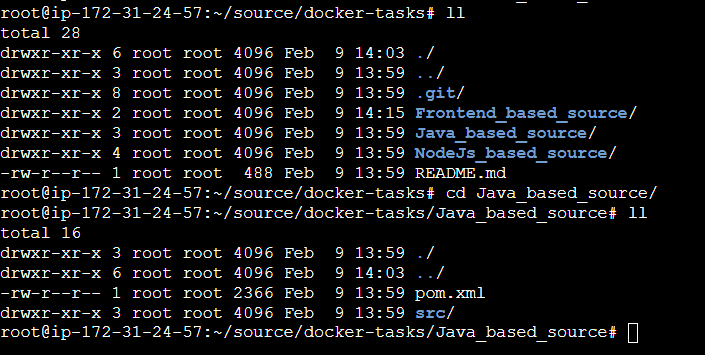 root@ip-172-31-24-57:~/source/docker-tasks# ll
total 28
drwxr-xr-x 6 root root 4096 Feb  9 14:03 ./
drwxr-xr-x 3 root root 4096 Feb  9 13:59 ../
drwxr-xr-x 8 root root 4096 Feb  9 13:59 .git/
drwxr-xr-x 2 root root 4096 Feb  9 14:15 Frontend_based_source/
drwxr-xr-x 3 root root 4096 Feb  9 13:59 Java_based_source/
drwxr-xr-x 4 root root 4096 Feb  9 13:59 NodeJs_based_source/
-rw-r--r-- 1 root root  488 Feb  9 13:59 README.md
root@ip-172-31-24-57:~/source/docker-tasks# cd Java_based_source/
root@ip-172-31-24-57:~/source/docker-tasks/Java_based_source# ll
total 16
drwxr-xr-x 3 root root 4096 Feb  9 13:59 ./
drwxr-xr-x 6 root root 4096 Feb  9 14:03 ../
-rw-r--r-- 1 root root 2366 Feb  9 13:59 pom.xml
drwxr-xr-x 3 root root 4096 Feb  9 13:59 src/
root@ip-172-31-24-57:~/source/docker-tasks/Java_based_source#